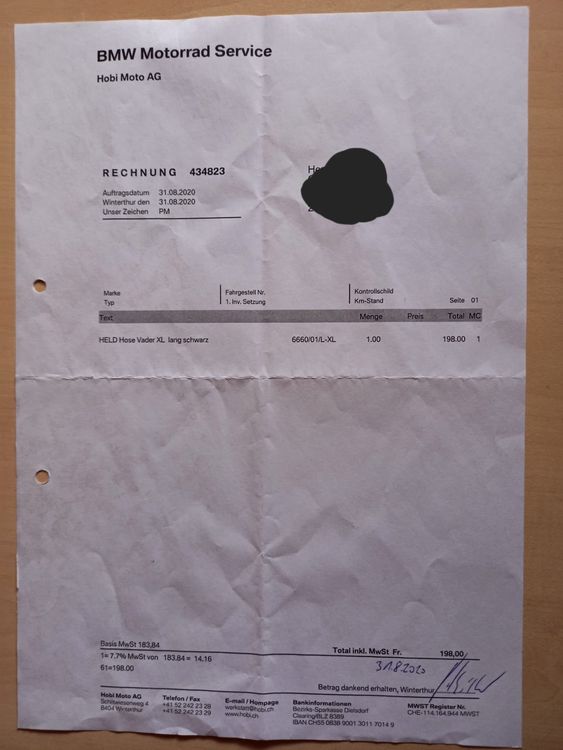 BMW Motorrad Service
Hobi Moto AG
RECHNUNG 434823
Auftragsdatum 31.08.2020
Winterthur den 31.08.2020
Unser Zeichen PM
Marke Fahrgestell Nr. Kontrollschild
Typ 1. Inv. Setzung Km-Stand Seite 01
Text Menge Preis Total MC
HELD Hose Vader XL lang schwarz 6660/01/L-XL 1.00 198.00 1
Basis MwSt 183,84
1= 7.7% MwSt von 183.84 = 14.16
61=198.00
Total inkl. MwSt Fr. 198,00
31.8.2020
Betrag dankend erhalten, Winterthur
Hobi Moto AG
Schlosswiesenweg 4
8404 Winterthur
Telefon / Fax
+41 52 242 23 28
+41 52 242 23 29
E-mail / Hompage
werkstatt@hobi.ch
www.hobi.ch
Bankinformationen
Bezirks-Sparkasse Dielsdorf
Clearing/BLZ 8389
IBAN CH55 0838 9001 3011 7014 9
MWST Register Nr.
CHE-114.164.944 MWST